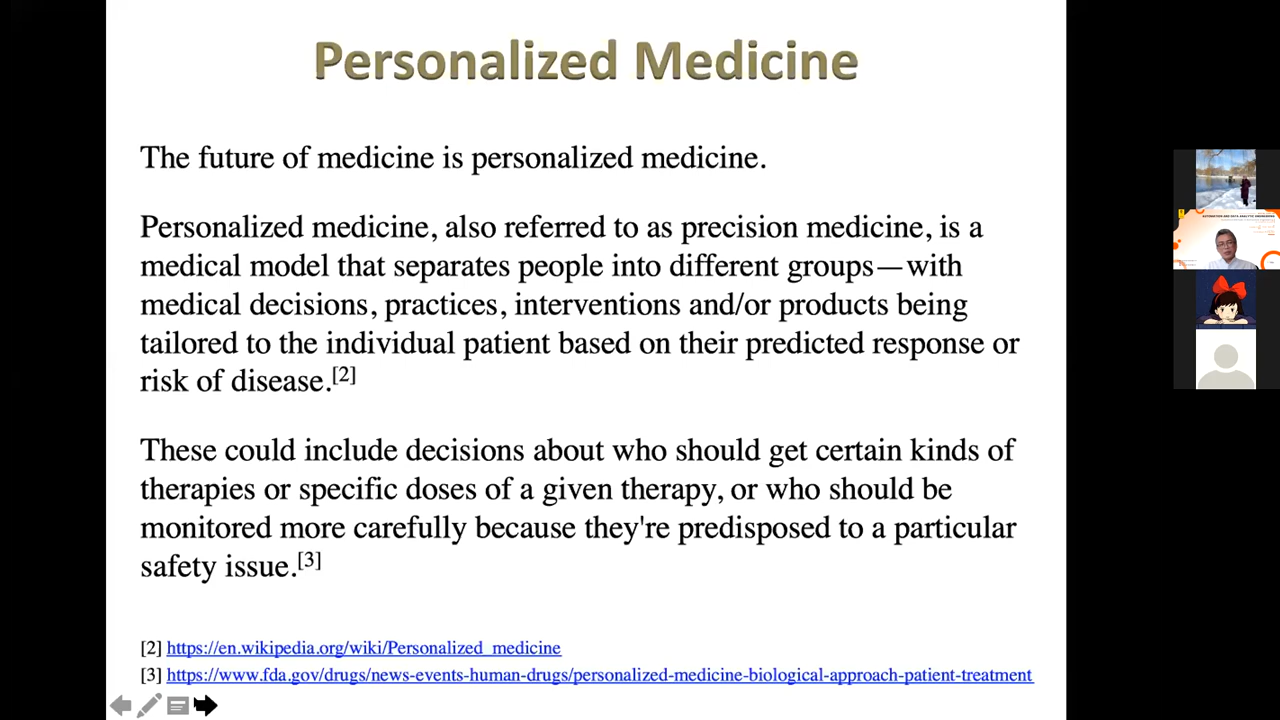 Personalized Medicine
The future of medicine is personalized medicine.
Personalized medicine, also referred to as precision medicine, is a
medical model that separates people into different groups—with
medical decisions, practices, interventions and/or products being
tailored to the individual patient based on their predicted response or
risk of disease.[2]
These could include decisions about who should get certain kinds of
therapies or specific doses of a given therapy, or who should be
monitored more carefully because they're predisposed to a particular
safety issue.[3]
[2] https://en.wikipedia.org/wiki/Personalized_medicine
[3] https://www.fda.gov/drugs/news-events-human-drugs/personalized-medicine-biological-approach-patient-treatment